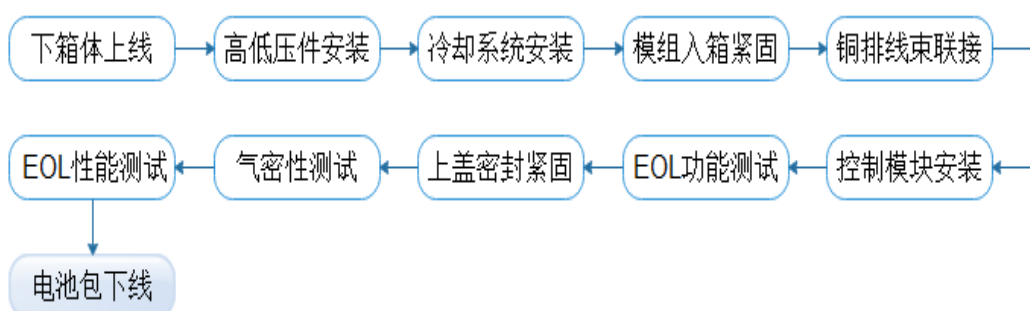 下箱体上线
高低压件安装
冷却系统安装
模组入箱紧固
铜排线束联接
控制模块安装
EOL功能测试
上盖密封紧固
气密性测试
EOL性能测试
电池包下线